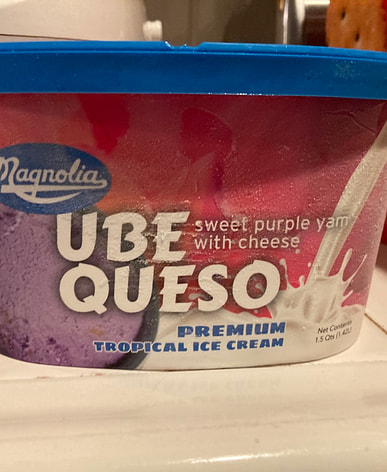 Magnolia
UBE
sweet purple yam
with cheese
QUESO
PREMIUM
TROPICAL ICE CREAM
Net Contents
1.5 Qts (1.42L)